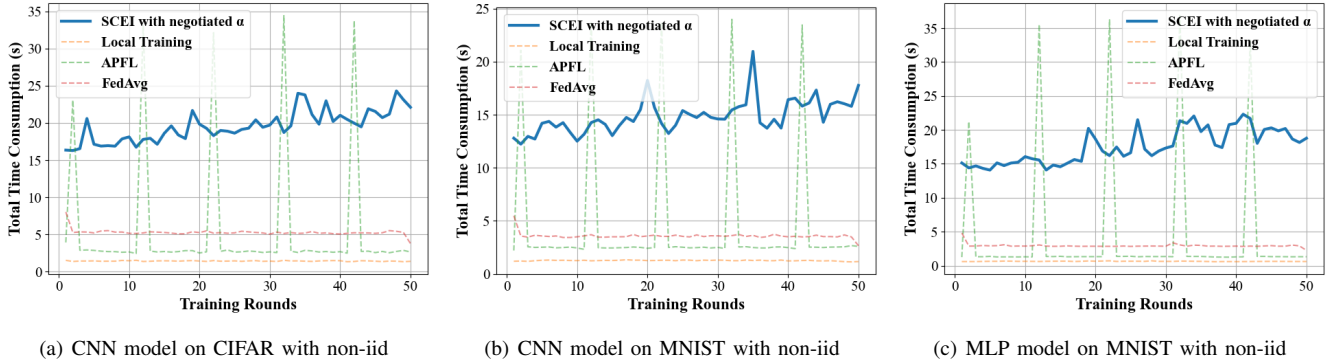 Total Time Consumption (s)
35
30
25
20
15
10
5
0
SCEI with negotiated α
Local Training
APFL
FedAvg
0
10
20
30
40
50
Training Rounds
(a) CNN model on CIFAR with non-iid
Total Time Consumption (s)
25
20
15
10
5
0
SCEI with negotiated α
Local Training
APFL
FedAvg
0
10
20
30
40
50
Training Rounds
(b) CNN model on MNIST with non-iid
Total Time Consumption (s)
35
30
25
20
15
10
5
0
SCEI with negotiated α
Local Training
APFL
FedAvg
0
10
20
30
40
50
Training Rounds
(c) MLP model on MNIST with non-iid